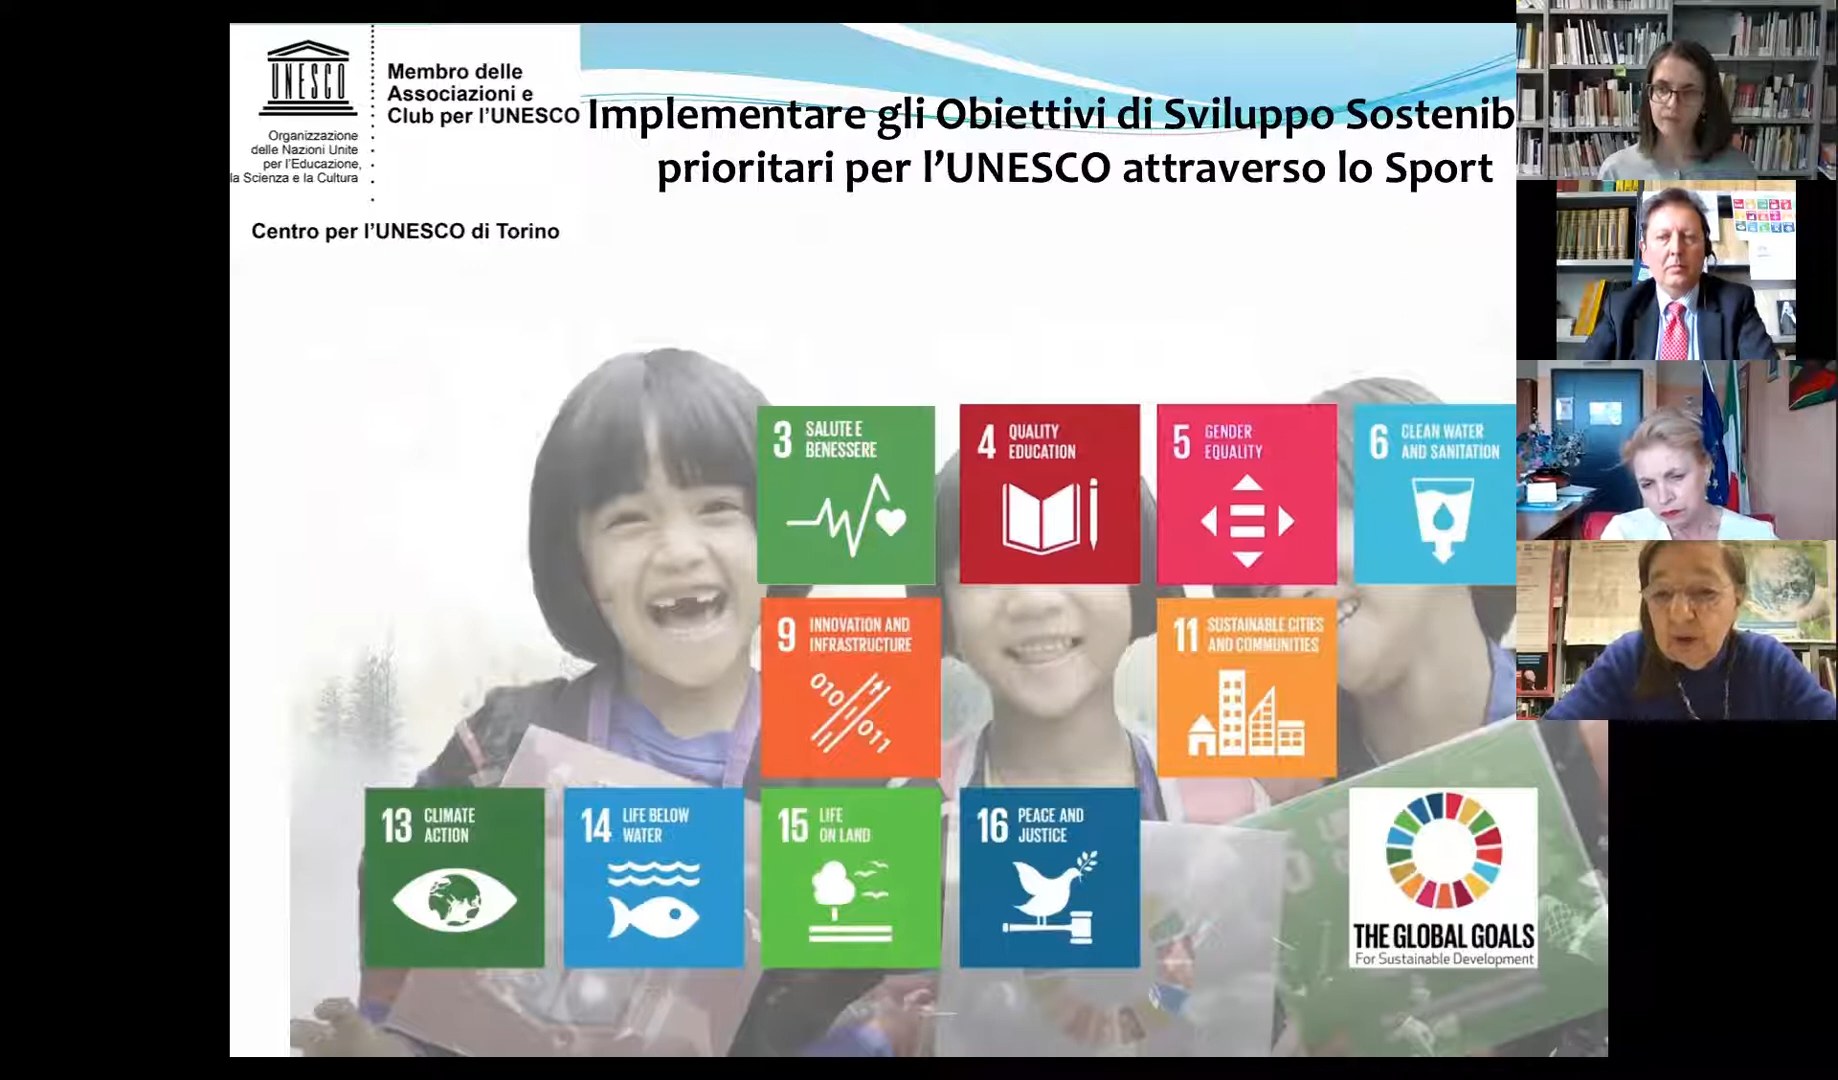 UNESCO
Organizzazione
delle Nazioni Unite
per l'Educazione,
la Scienza e la Cultura
Membro delle
Associazioni e
Club per l'UNESCO
Centro per l'UNESCO di Torino
Implementare gli Obiettivi di Sviluppo Sostenib
prioritari per l'UNESCO attraverso lo Sport
3 SALUTE E
BENESSERE
4 QUALITY
EDUCATION
5 GENDER
EQUALITY
6 CLEAN WATER
AND SANITATION
9 INNOVATION AND
INFRASTRUCTURE
010
011
11 SUSTAINABLE CITIES
AND COMMUNITIES
13 CLIMATE
ACTION
14 LIFE BELOW
WATER
15 LIFE
ON LAND
16 PEACE AND
JUSTICE
THE GLOBAL GOALS
For Sustainable Development